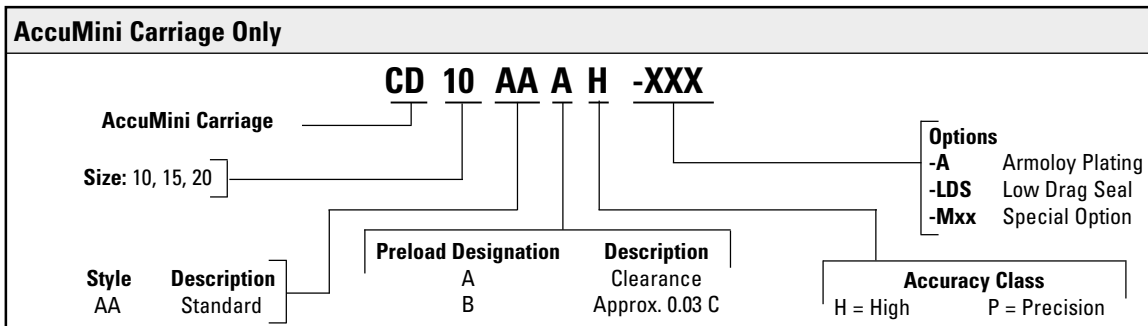 AccuMini Carriage Only
CD 10 AA A H -XXX
AccuMini Carriage
Size: 10, 15, 20
Options
-A Armoloy Plating
-LDS Low Drag Seal
-Mxx Special Option
Style Description
AA Standard
Preload Designation Description
A Clearance
B Approx. 0.03 C
Accuracy Class
H = High P = Precision